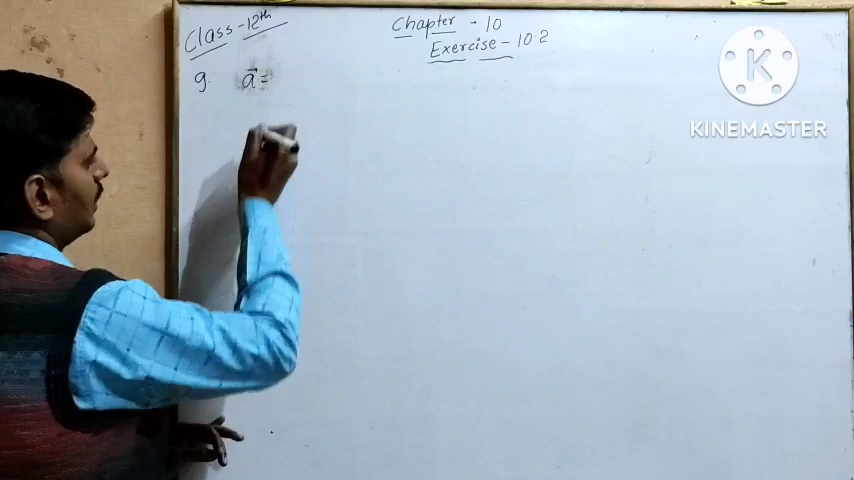 Class - 12th
Chapter - 10
Exercise - 10.2
9. a⃗ =
KINEMASTER